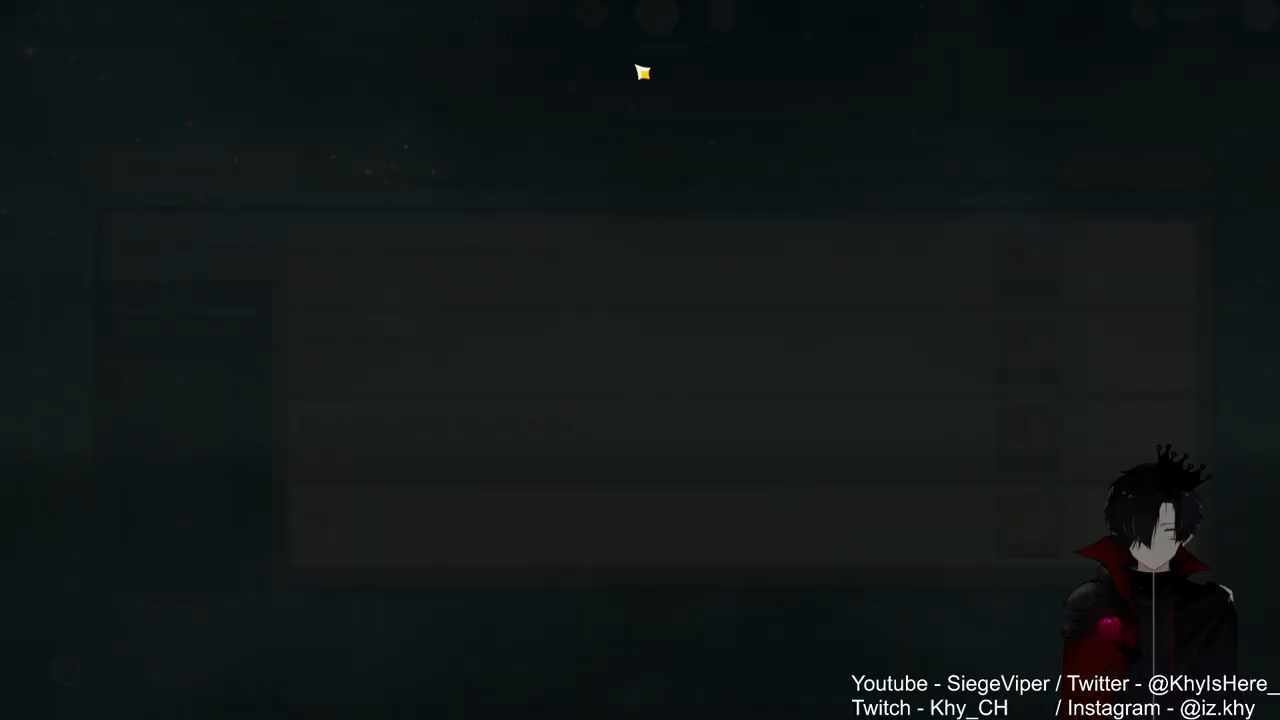 Youtube - SiegeViper / Twitter - @KhyIsHere_
Twitch - Khy_CH / Instagram - @iz.khy